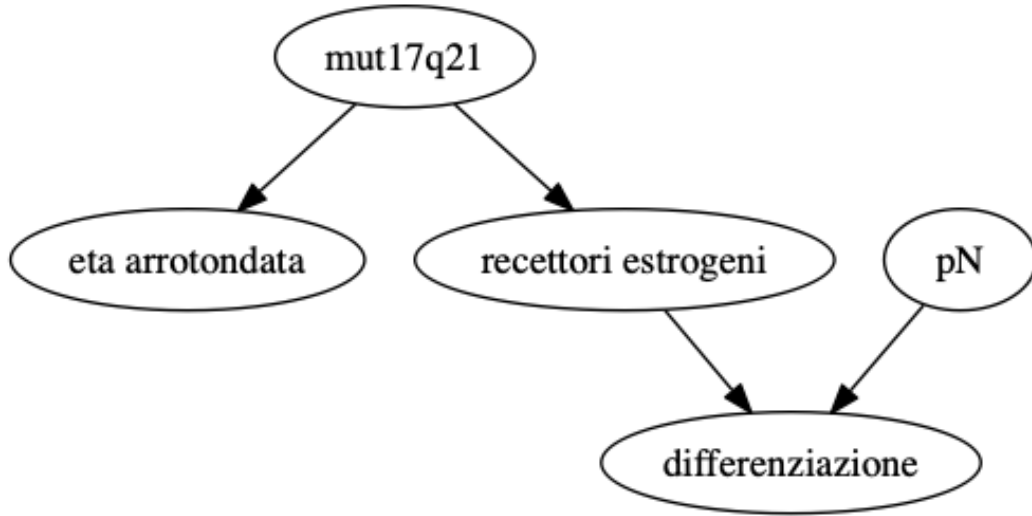 mut17q21
eta arrotondata
recettori estrogeni
pN
differenziazione